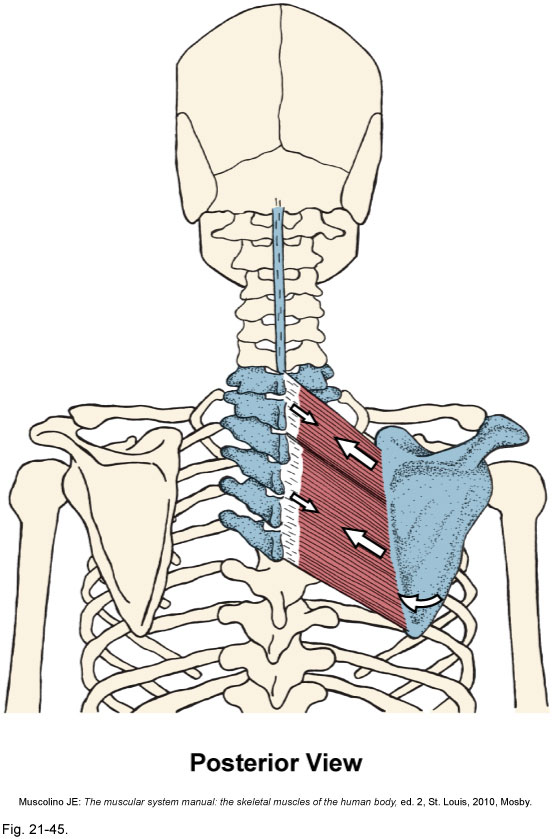 Posterior View
Muscolino JE: The muscular system manual: the skeletal muscles of the human body, ed. 2, St. Louis, 2010, Mosby.
Fig. 21-45.